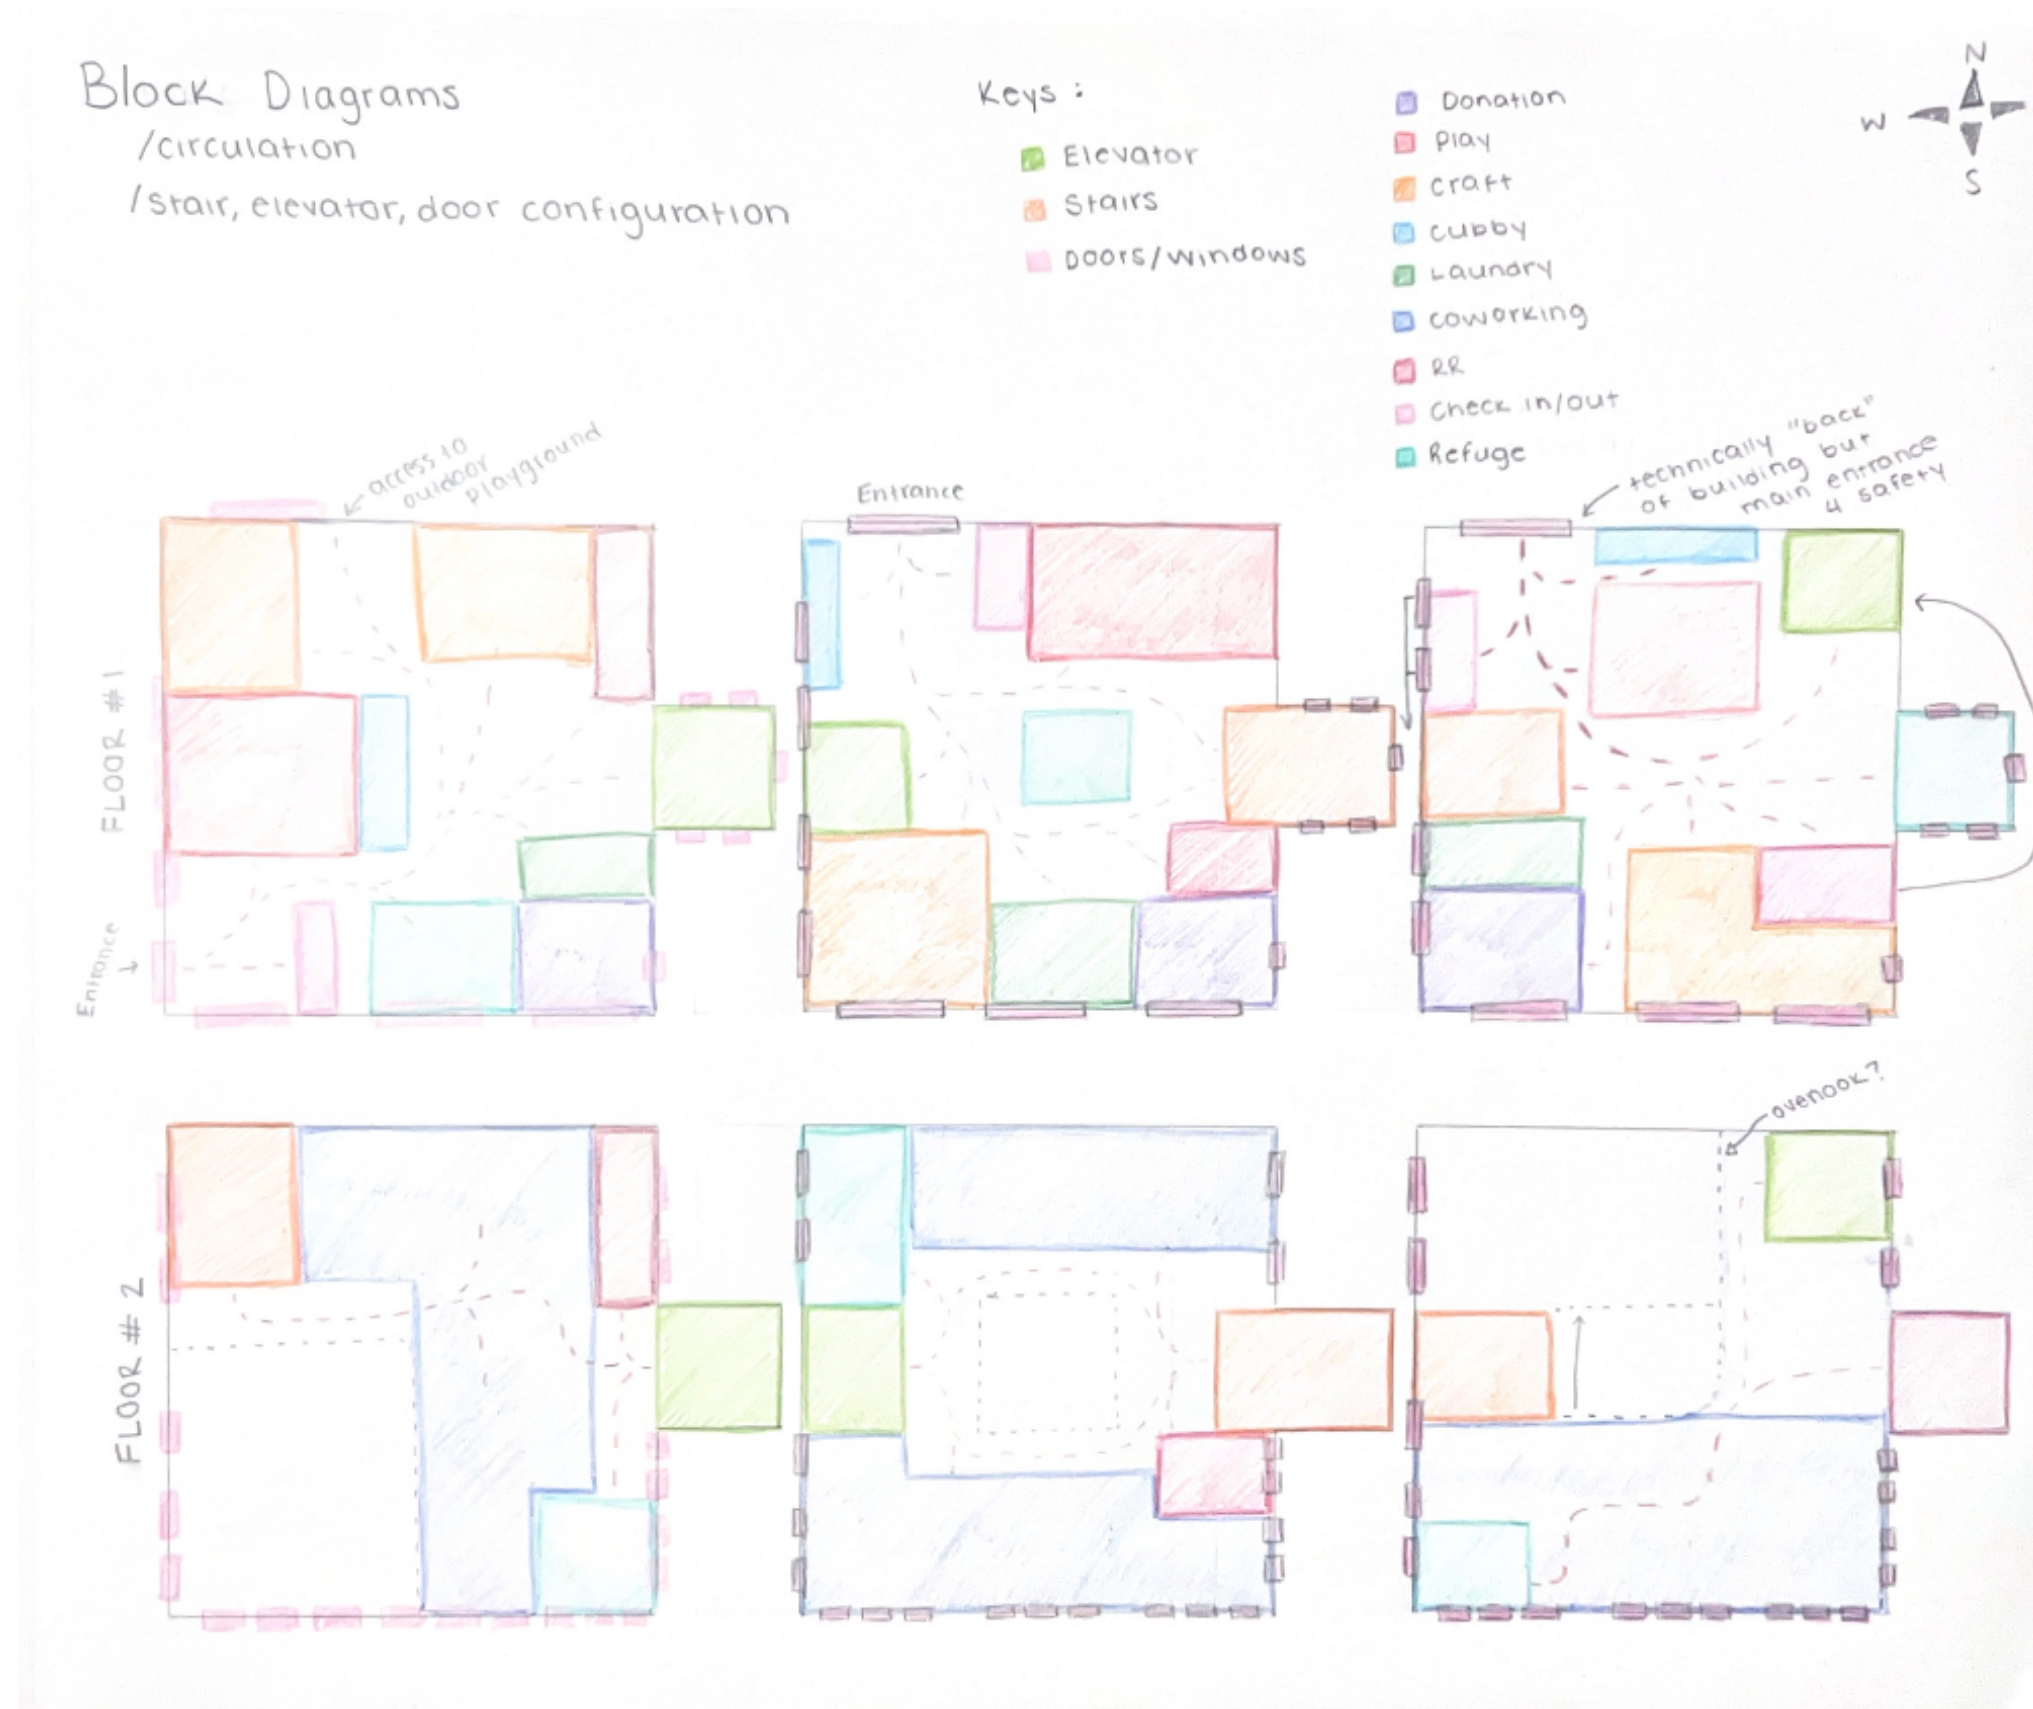 Block Diagrams
/circulation
/stair, elevator, door configuration
Keys :
Elevator
Stairs
Doors/windows
Donation
Play
Craft
Cubby
Laundry
Coworking
RR
Check in/out
Refuge
N
W
S
access to
outdoor
playground
Entrance
technically "back"
of building but
main entrance
4 safety
FLOOR #1
Entrance
ovenook?
FLOOR # 2